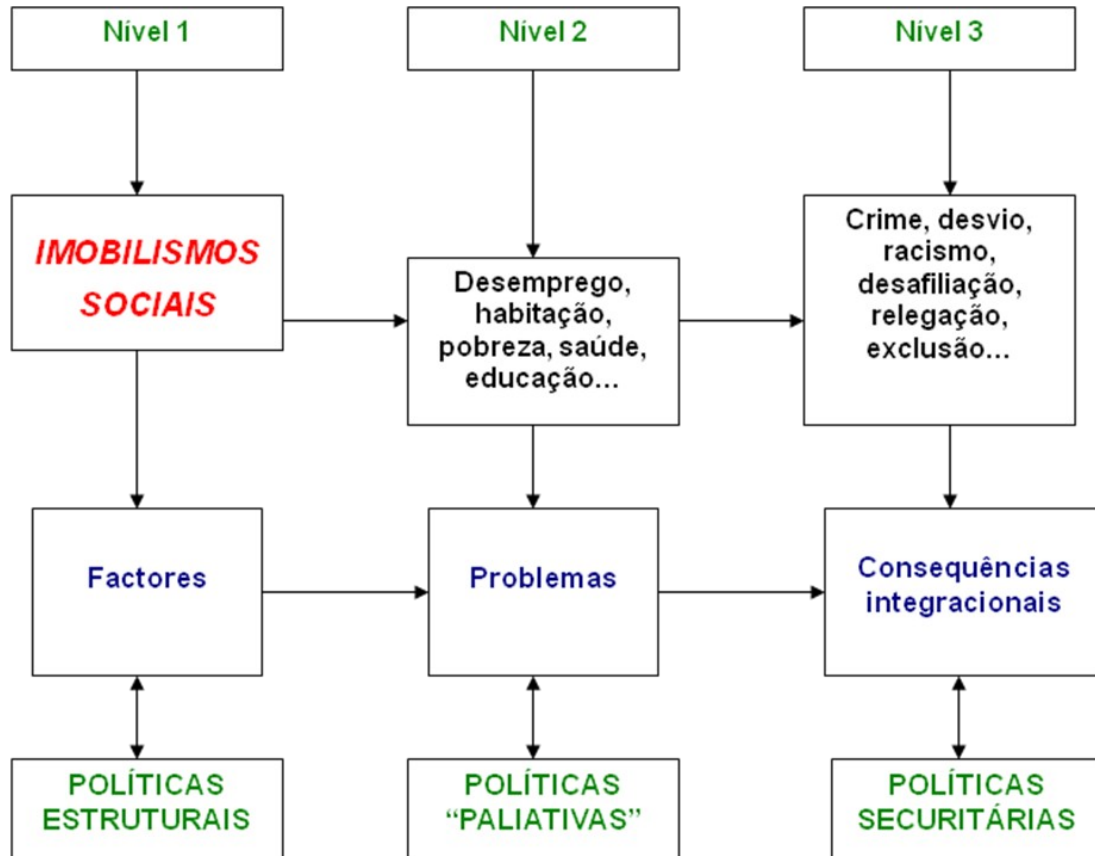 Nível 1
Nível 2
Nível 3
IMOBILISMOS
SOCIAIS
Desemprego,
habitação,
pobreza, saúde,
educação...
Crime, desvio,
racismo,
desafiliação,
relegação,
exclusão...
Factores
Problemas
Consequências
integracionais
POLÍTICAS
ESTRUTURAIS
POLÍTICAS
“PALIATIVAS”
POLÍTICAS
SECURITÁRIAS